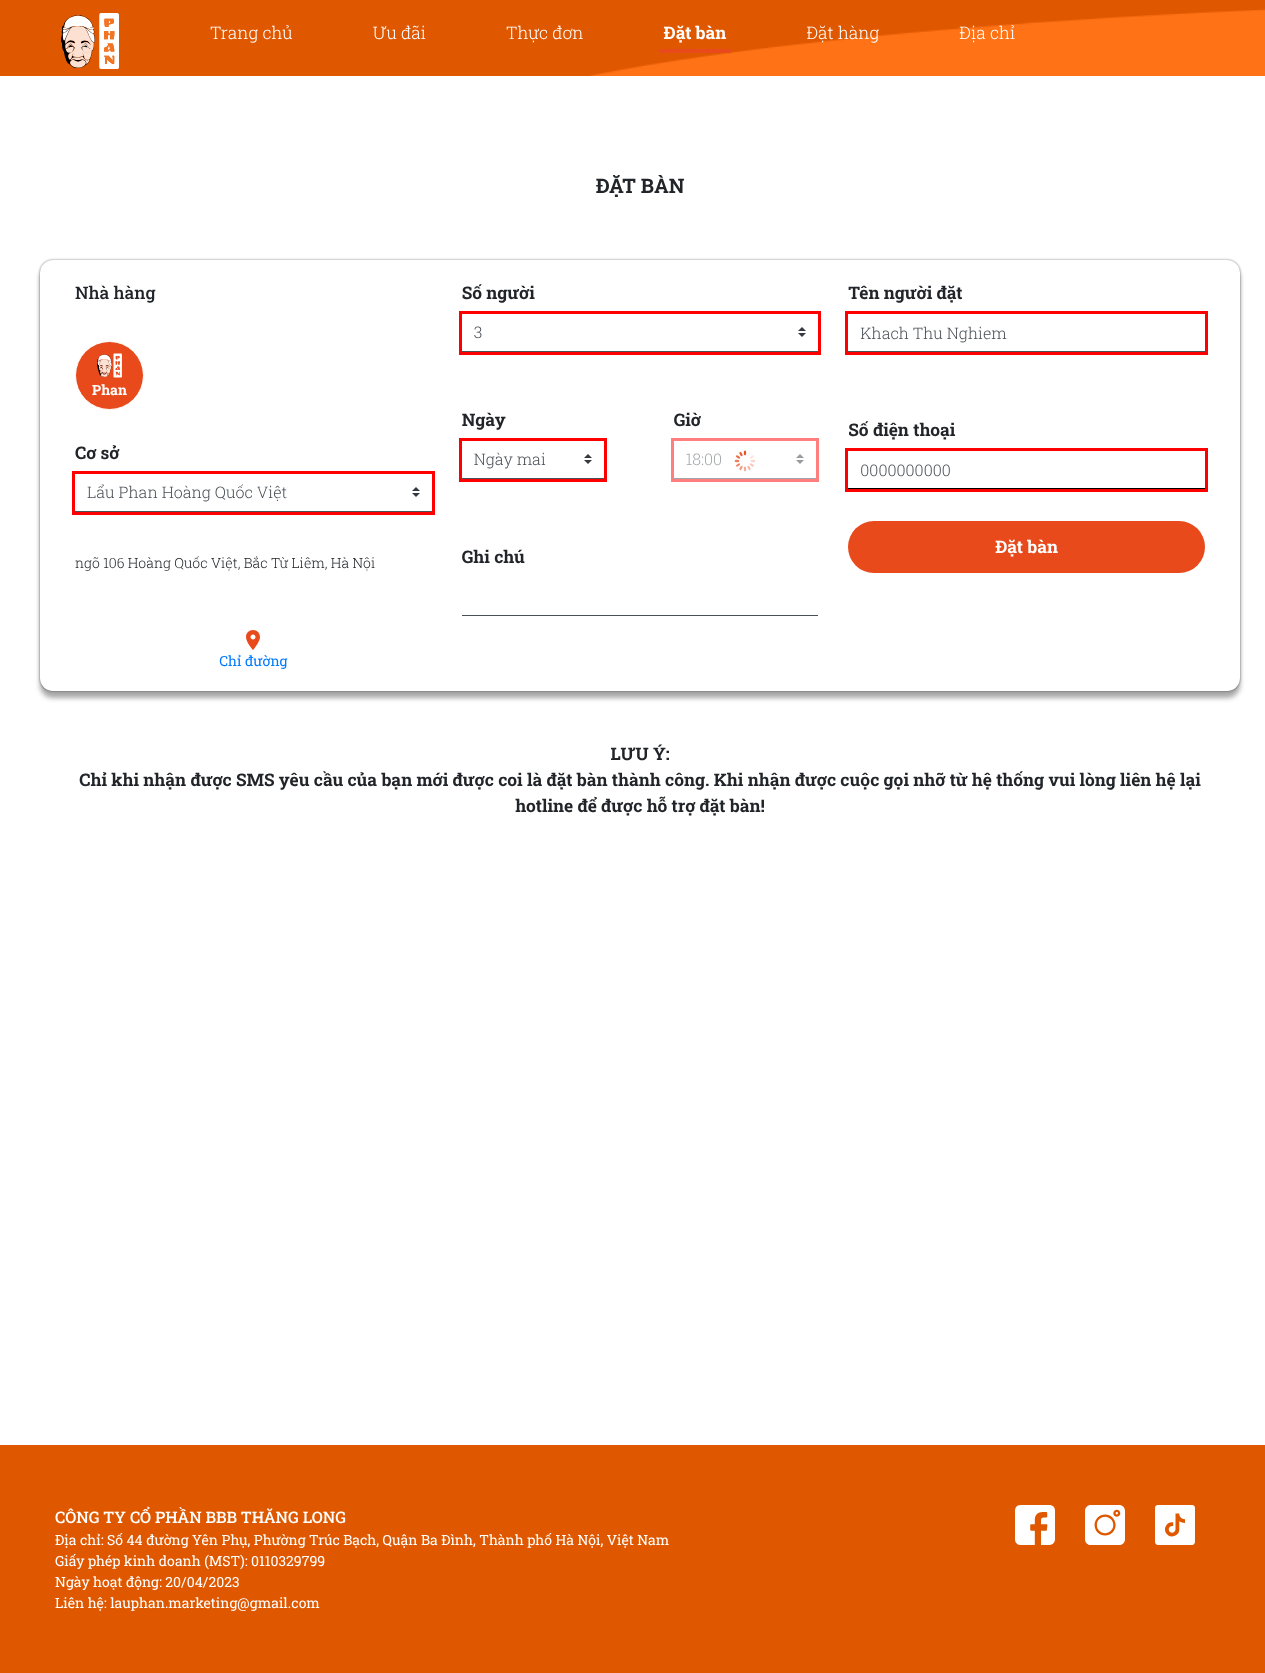 PHAN
Trang chủ
Ưu đãi
Thực đơn
Đặt bàn
Đặt hàng
Địa chỉ
ĐẶT BÀN
Nhà hàng
PHAN
Phan
Cơ sở
Lẩu Phan Hoàng Quốc Việt
ngõ 106 Hoàng Quốc Việt, Bắc Từ Liêm, Hà Nội
Chỉ đường
Số người
3
Ngày
Giờ
Ngày mai
18:00
Ghi chú
Tên người đặt
Khach Thu Nghiem
Số điện thoại
0000000000
Đặt bàn
LƯU Ý:
Chỉ khi nhận được SMS yêu cầu của bạn mới được coi là đặt bàn thành công. Khi nhận được cuộc gọi nhỡ từ hệ thống vui lòng liên hệ lại
hotline để được hỗ trợ đặt bàn!
CÔNG TY CỔ PHẦN BBB THĂNG LONG
Địa chỉ: Số 44 đường Yên Phụ, Phường Trúc Bạch, Quận Ba Đình, Thành phố Hà Nội, Việt Nam
Giấy phép kinh doanh (MST): 0110329799
Ngày hoạt động: 20/04/2023
Liên hệ: lauphan.marketing@gmail.com